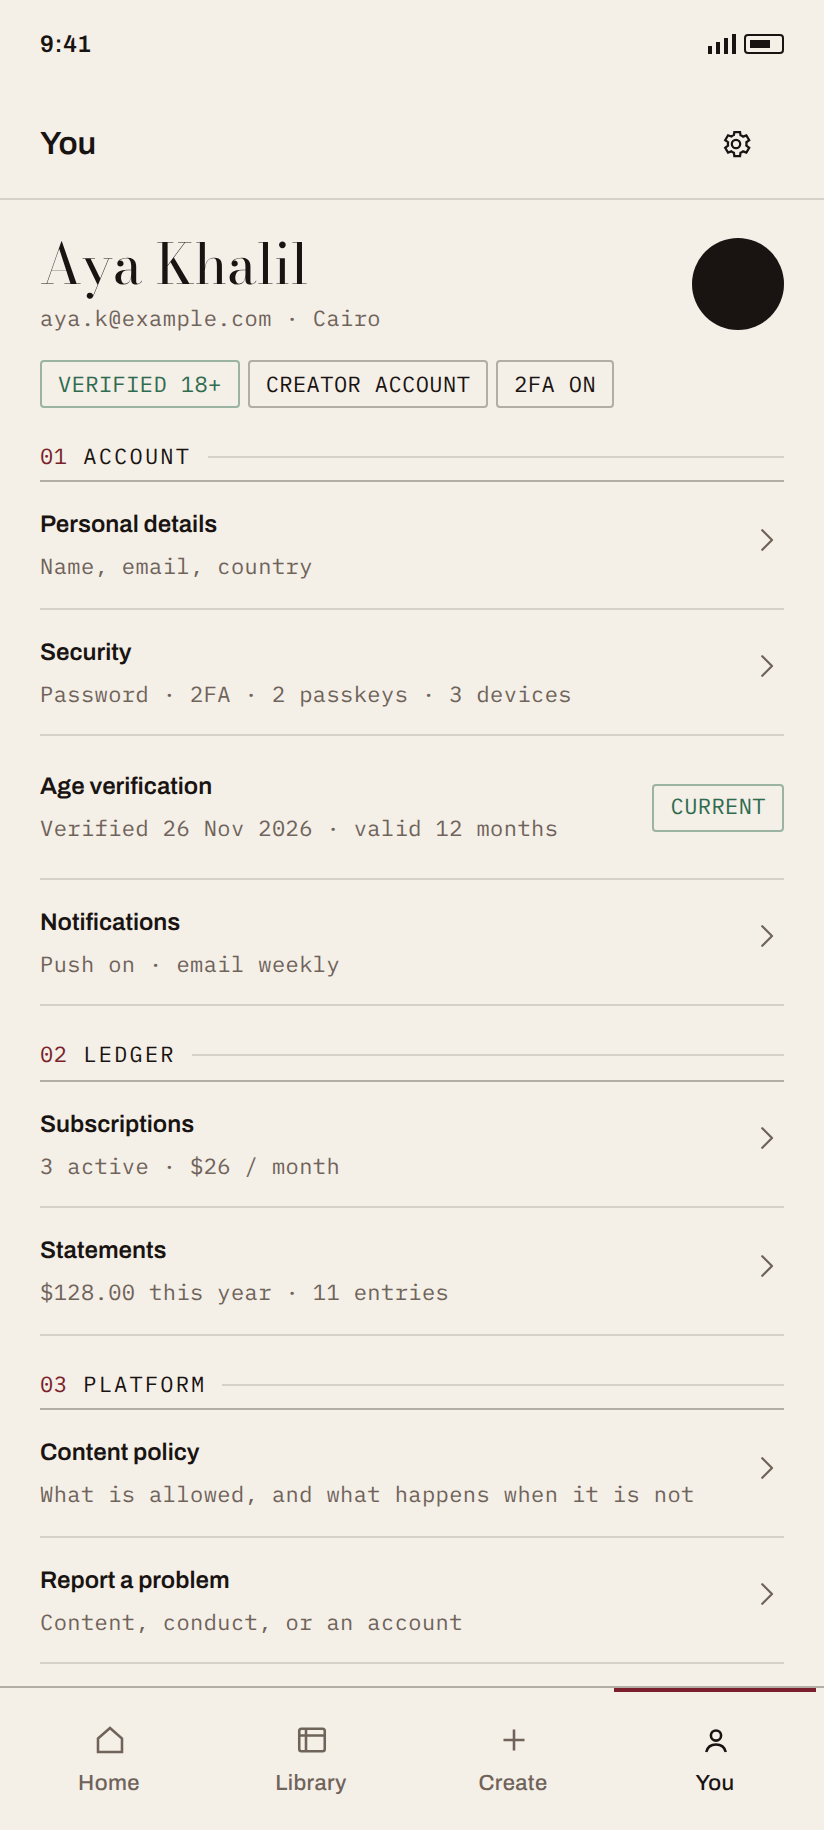 9:41
You
Aya Khalil
aya.k@example.com · Cairo
VERIFIED 18+ CREATOR ACCOUNT 2FA ON
01 ACCOUNT
Personal details
Name, email, country
Security
Password · 2FA · 2 passkeys · 3 devices
Age verification
Verified 26 Nov 2026 · valid 12 months
CURRENT
Notifications
Push on · email weekly
02 LEDGER
Subscriptions
3 active · $26 / month
Statements
$128.00 this year · 11 entries
03 PLATFORM
Content policy
What is allowed, and what happens when it is not
Report a problem
Content, conduct, or an account
Home Library Create You